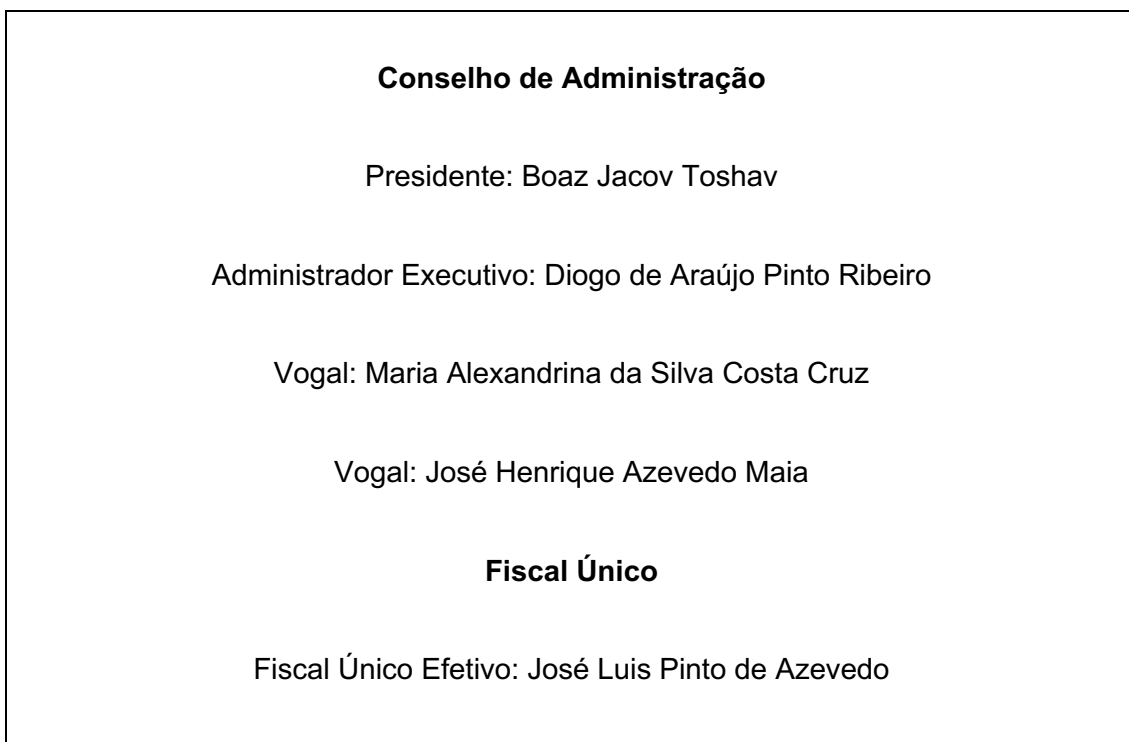 Conselho de Administração
Presidente: Boaz Jacov Toshav
Administrador Executivo: Diogo de Araújo Pinto Ribeiro
Vogal: Maria Alexandrina da Silva Costa Cruz
Vogal: José Henrique Azevedo Maia
Fiscal Único
Fiscal Único Efetivo: José Luis Pinto de Azevedo